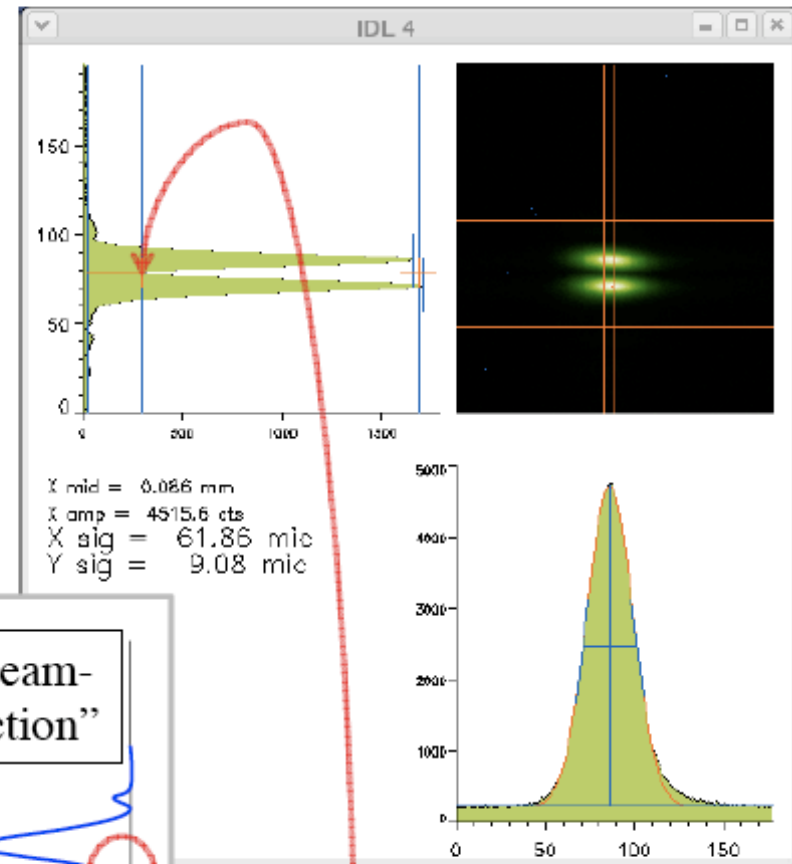 IDL 4
150
100
50
0
0 500 1000 1500
X mid = 0.086 mm
X amp = 4515.6 cts
X sig = 61.86 mic
Y sig = 9.08 mic
5000
4000
3000
2000
1000
0
0 50 100 150
eam-
ction”